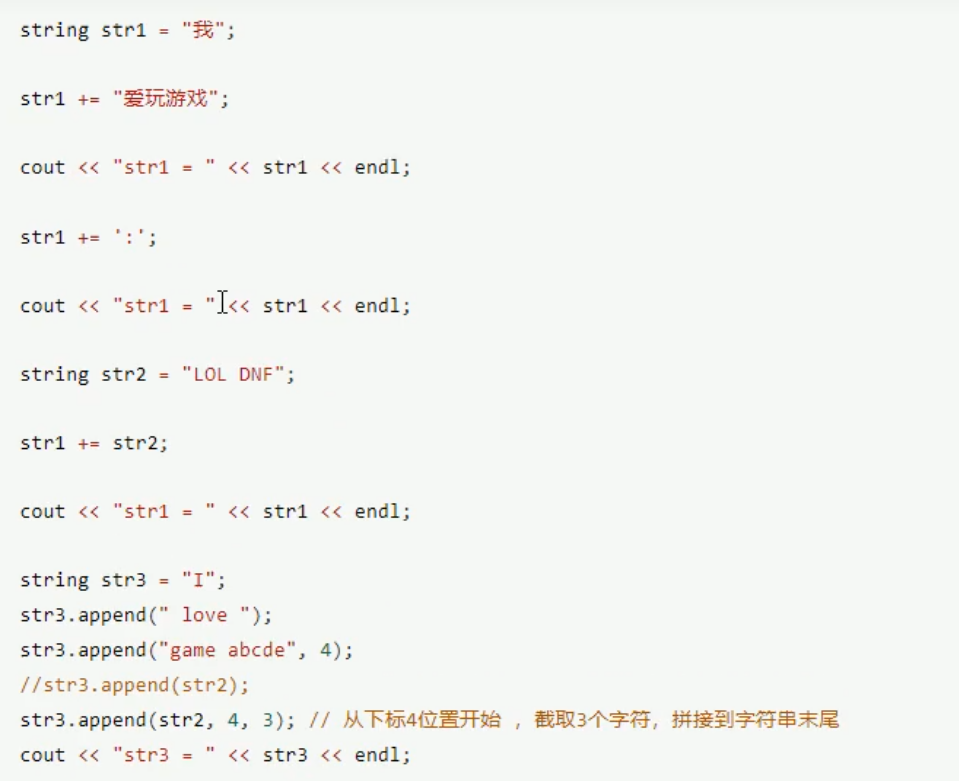 string str1 = "我";
str1 += "爱玩游戏";
cout << "str1 = " << str1 << endl;
str1 += ':';
cout << "str1 = " << str1 << endl;
string str2 = "LOL DNF";
str1 += str2;
cout << "str1 = " << str1 << endl;
string str3 = "I";
str3.append(" love ");
str3.append("game abcde", 4);
//str3.append(str2);
str3.append(str2, 4, 3); // 从下标4位置开始 ，截取3个字符，拼接到字符串末尾
cout << "str3 = " << str3 << endl;